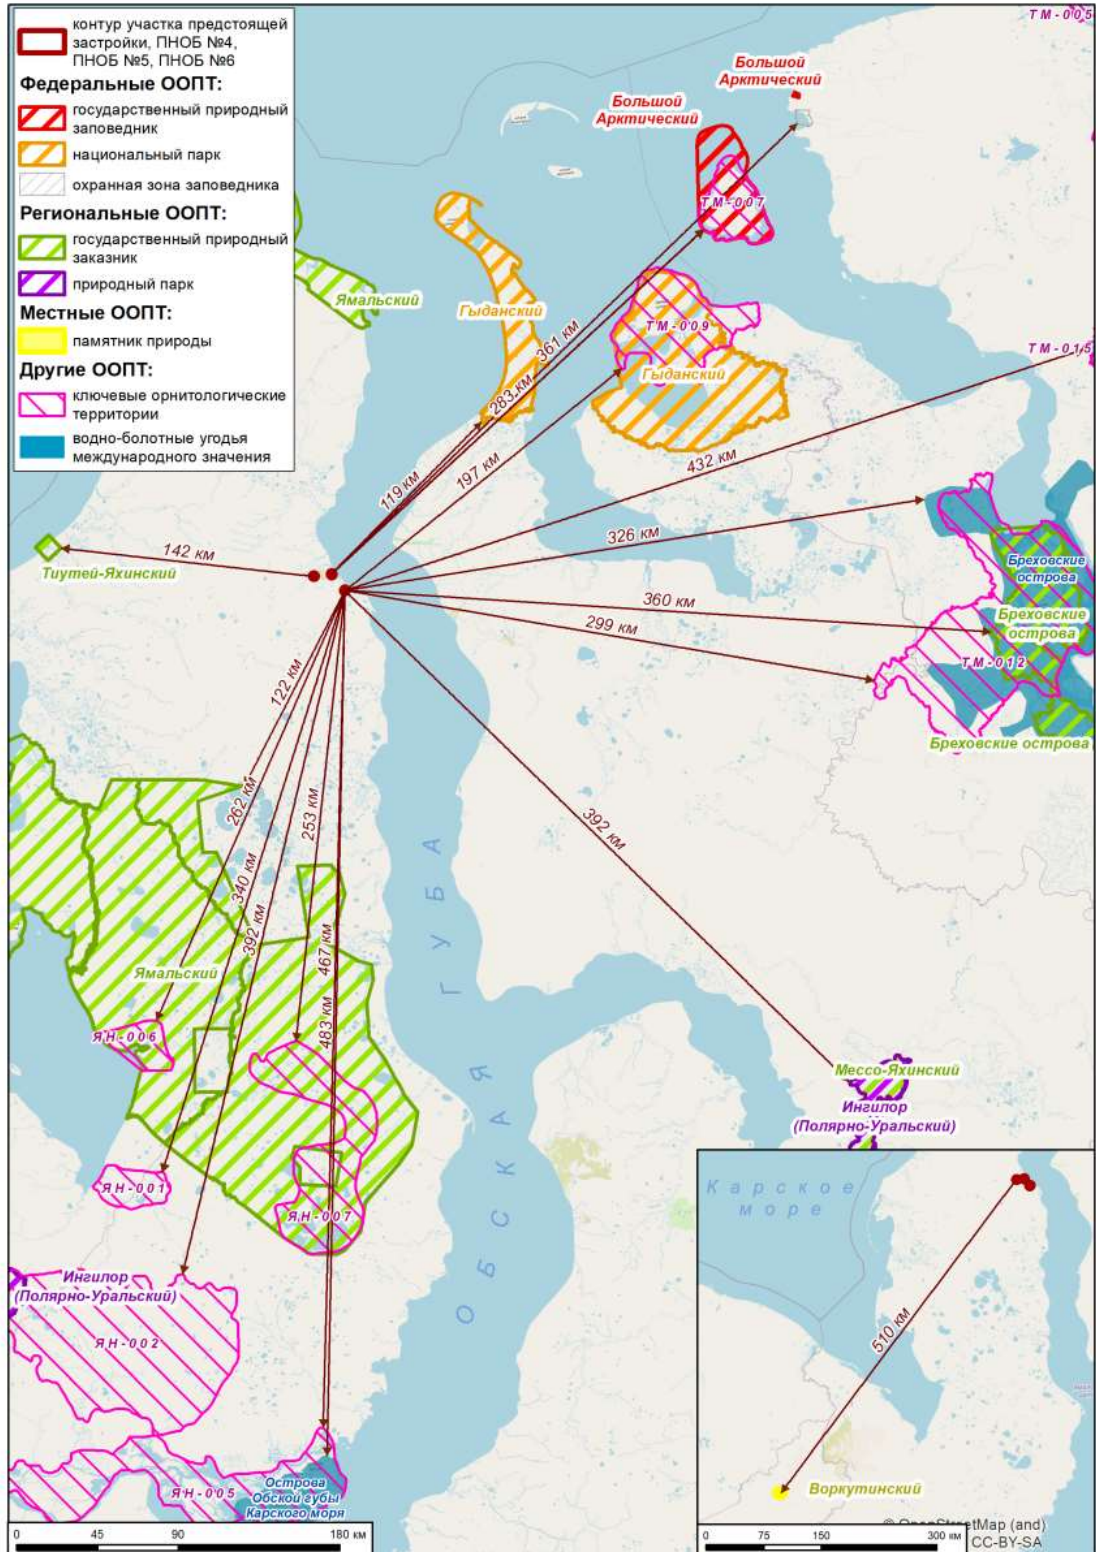 контур участка предстоящей
застройки, ПНОБ №4,
ПНОБ №5, ПНОБ №6
Федеральные ООПТ:
государственный природный
заповедник
национальный парк
охранная зона заповедника
Региональные ООПТ:
государственный природный
заказник
природный парк
Местные ООПТ:
памятник природы
Другие ООПТ:
ключевые орнитологические
территории
водно-болотные угодья
международного значения
ТМ-005
Большой
Арктический
Большой
Арктический
ТМ-007
Ямальский
Гыданский
ТМ-009
Гыданский
ТМ-015
361 км
283 км
119 км
197 км
432 км
326 км
142 км
Тиутей-Яхинский
360 км
299 км
Бреховские
острова
Бреховские
острова
ТМ-012
Бреховские острова
122 км
262 км
253 км
340 км
392 км
467 км
483 км
392 км
Ямальский
ЯН-006
ОБСКАЯ ГУБА
Мессо-Яхинский
Ингилор
(Полярно-Уральский)
ЯН-001
ЯН-007
Ингилор
(Полярно-Уральский)
ЯН-002
ЯН-005
Острова
Обской губы
Карского моря
0 45 90 180 км
Карское
море
510 км
Воркутинский
0 75 150 300 км
© OpenStreetMap (and)
CC-BY-SA